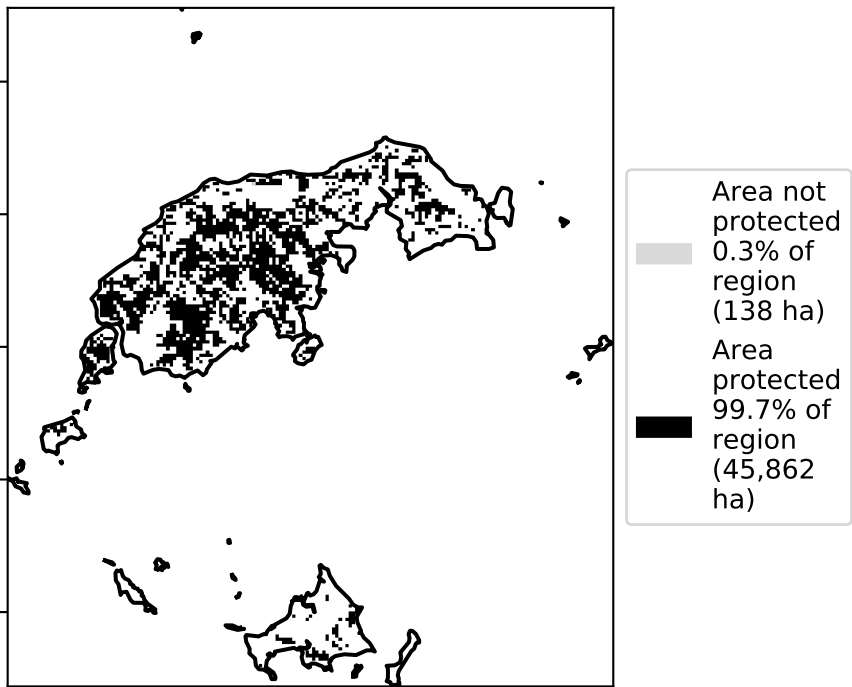 Area not
protected
0.3% of
region
(138 ha)
Area
protected
99.7% of
region
(45,862
ha)